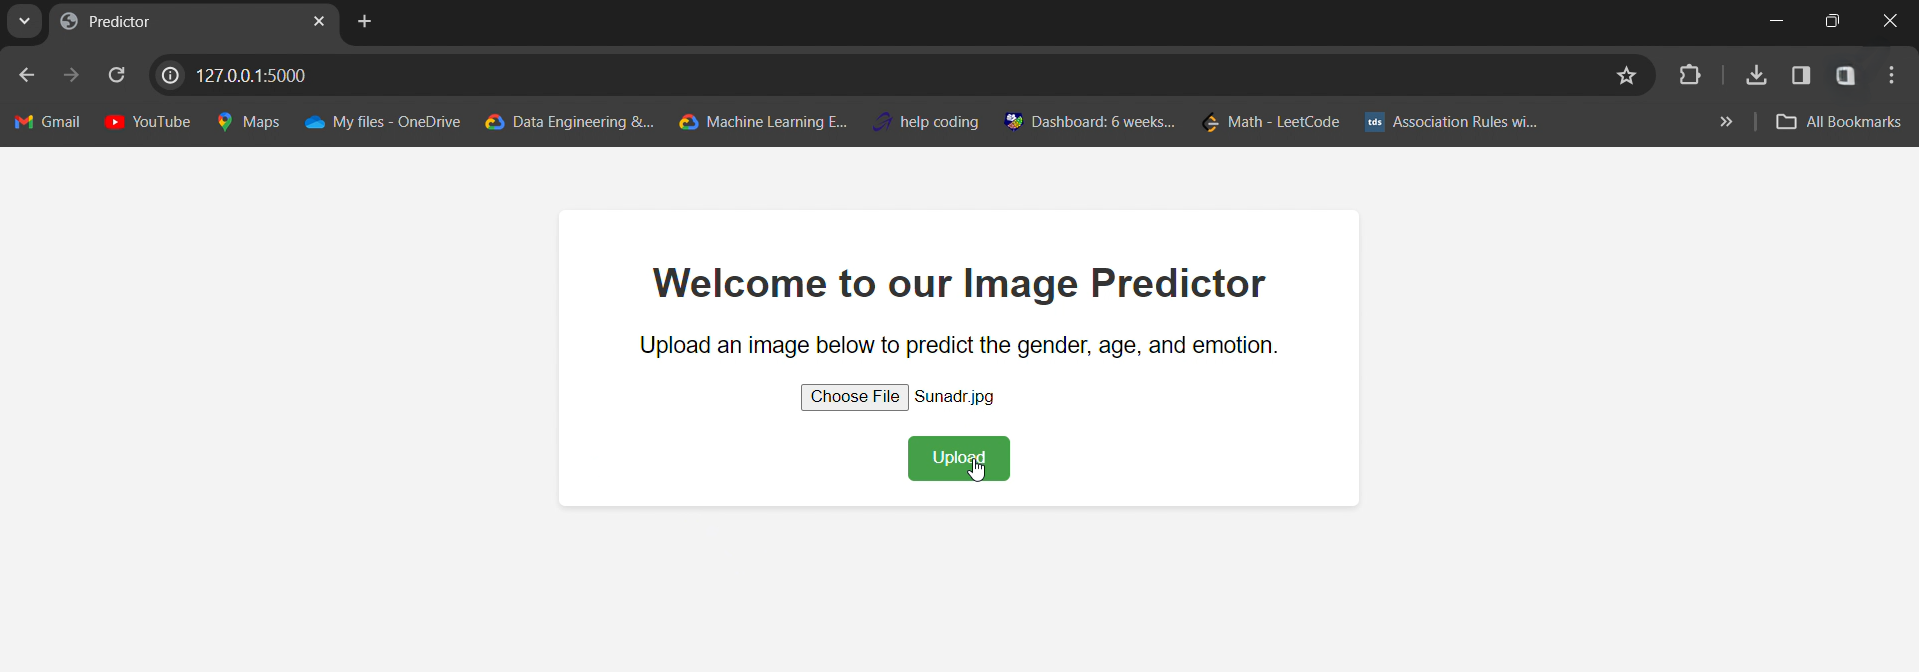 Predictor
127.0.0.1:5000
Gmail YouTube Maps My files - OneDrive Data Engineering &... Machine Learning E... help coding Dashboard: 6 weeks... Math - LeetCode tds Association Rules wi... » All Bookmarks
Welcome to our Image Predictor
Upload an image below to predict the gender, age, and emotion.
Choose File Sunadr.jpg
Upload